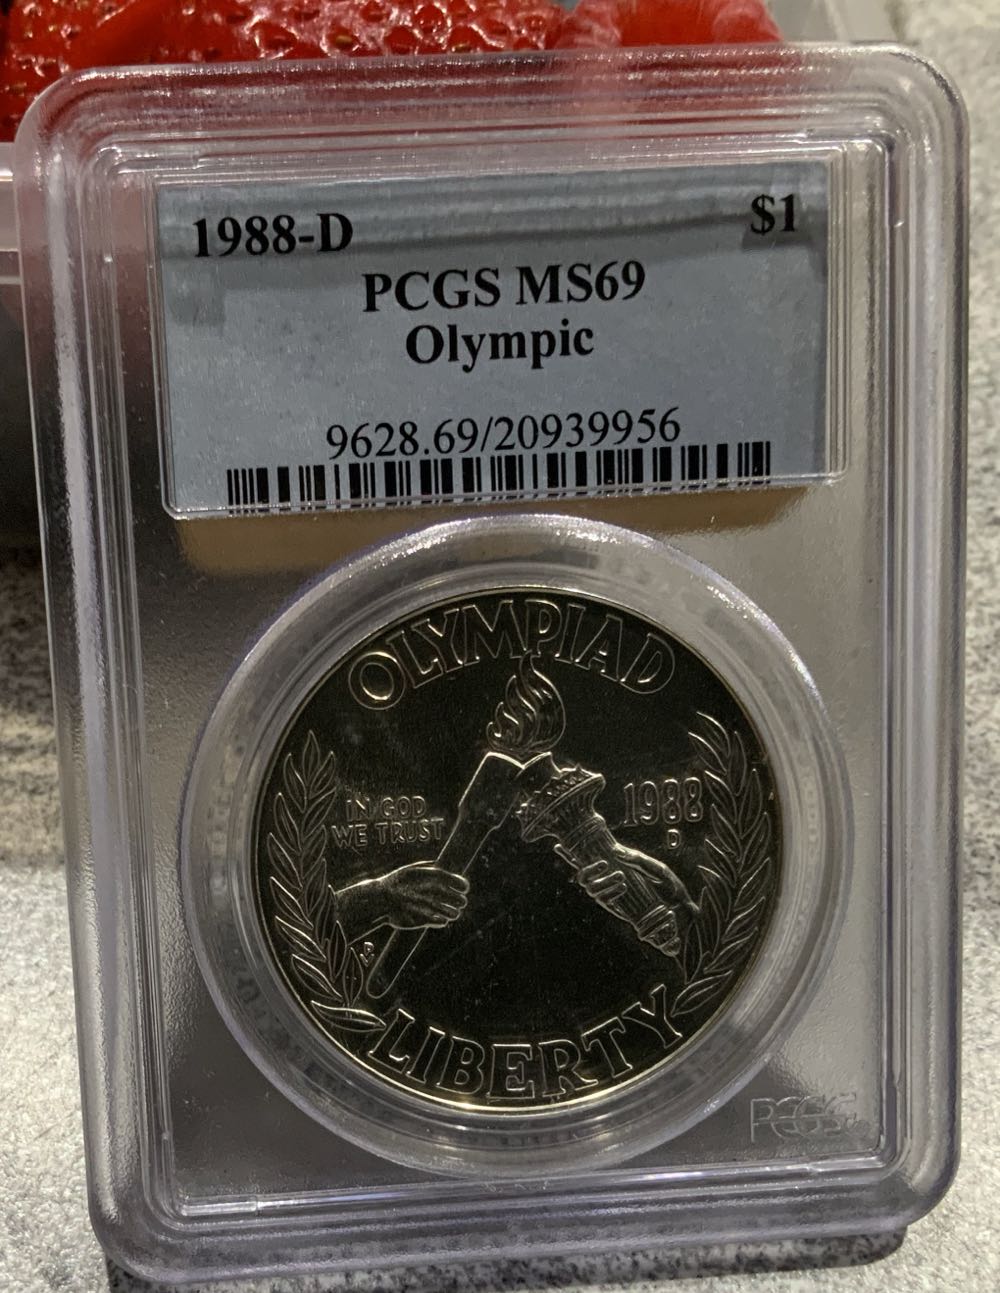 1988-D $1
PCGS MS69
Olympic
9628.69/20939956
OLYMPIAD
IN GOD
WE TRUST
1988
D
LIBERTY
PCGS